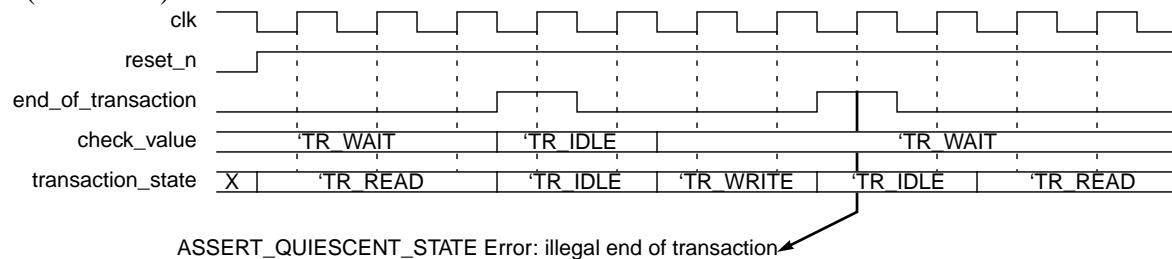 clk
reset_n
end_of_transaction
check_value ‘TR_WAIT ‘TR_IDLE ‘TR_WAIT
transaction_state X ‘TR_READ ‘TR_IDLE ‘TR_WRITE ‘TR_IDLE ‘TR_READ
ASSERT_QUIESCENT_STATE Error: illegal end of transaction